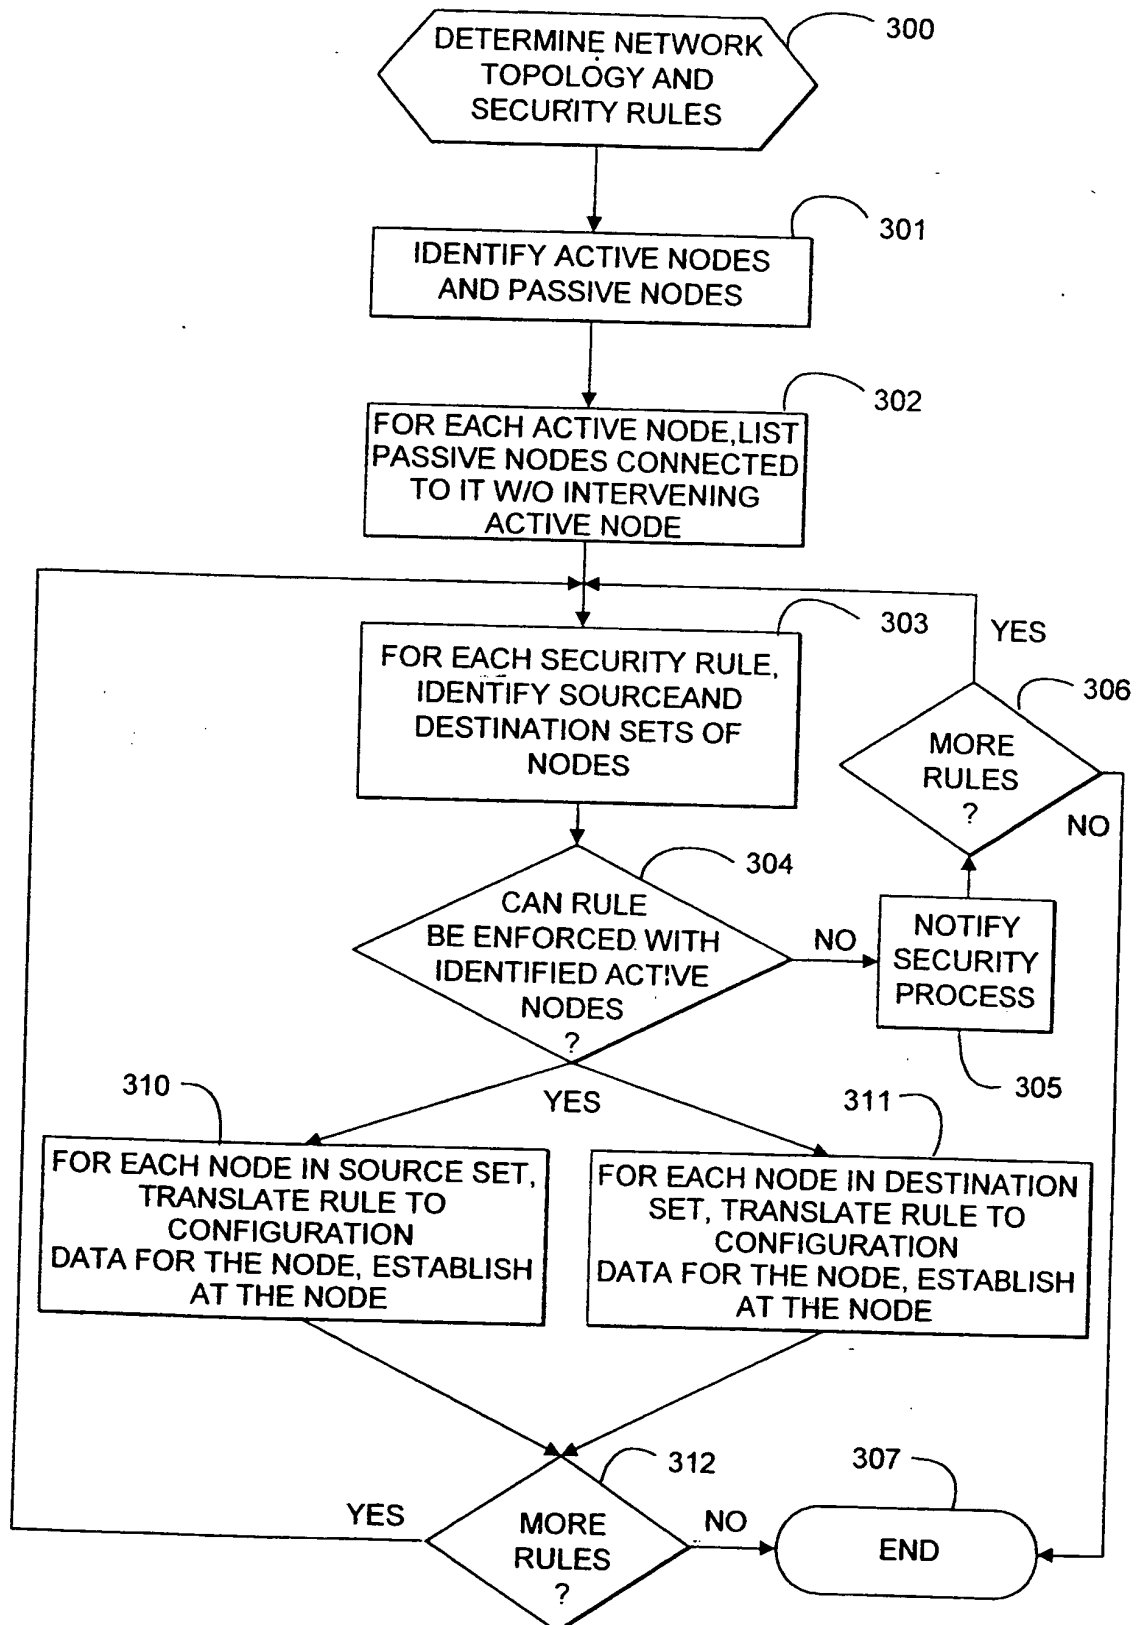 300
DETERMINE NETWORK
TOPOLOGY AND
SECURITY RULES
301
IDENTIFY ACTIVE NODES
AND PASSIVE NODES
302
FOR EACH ACTIVE NODE,LIST
PASSIVE NODES CONNECTED
TO IT W/O INTERVENING
ACTIVE NODE
303
FOR EACH SECURITY RULE,
IDENTIFY SOURCEAND
DESTINATION SETS OF
NODES
YES
306
MORE
RULES
?
NO
304
CAN RULE
BE ENFORCED WITH
IDENTIFIED ACTIVE
NODES
?
NO
NOTIFY
SECURITY
PROCESS
305
YES
310
FOR EACH NODE IN SOURCE SET,
TRANSLATE RULE TO
CONFIGURATION
DATA FOR THE NODE, ESTABLISH
AT THE NODE
311
FOR EACH NODE IN DESTINATION
SET, TRANSLATE RULE TO
CONFIGURATION
DATA FOR THE NODE, ESTABLISH
AT THE NODE
312
YES
MORE
RULES
?
NO
307
END